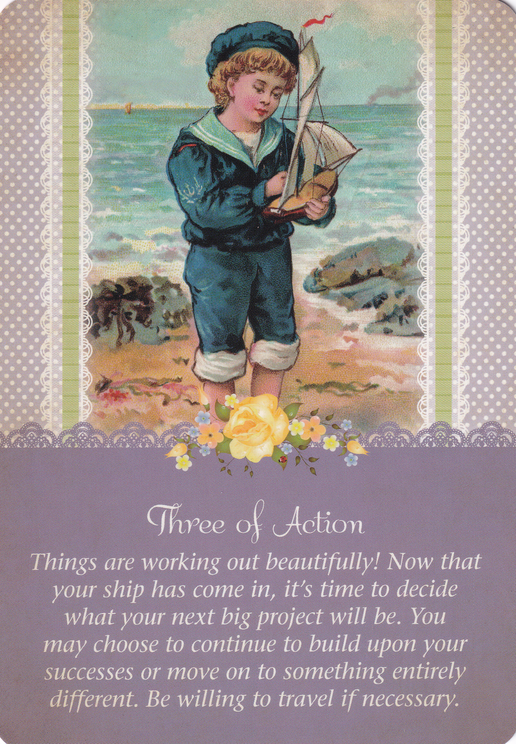 Three of Action
Things are working out beautifully! Now that
your ship has come in, it's time to decide
what your next big project will be. You
may choose to continue to build upon your
successes or move on to something entirely
different. Be willing to travel if necessary.